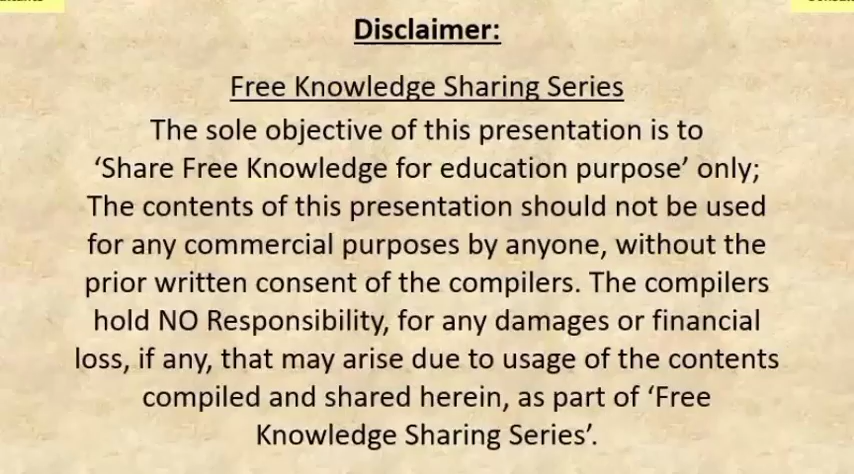 Disclaimer:
Free Knowledge Sharing Series
The sole objective of this presentation is to
‘Share Free Knowledge for education purpose’ only;
The contents of this presentation should not be used
for any commercial purposes by anyone, without the
prior written consent of the compilers. The compilers
hold NO Responsibility, for any damages or financial
loss, if any, that may arise due to usage of the contents
compiled and shared herein, as part of ‘Free
Knowledge Sharing Series’.